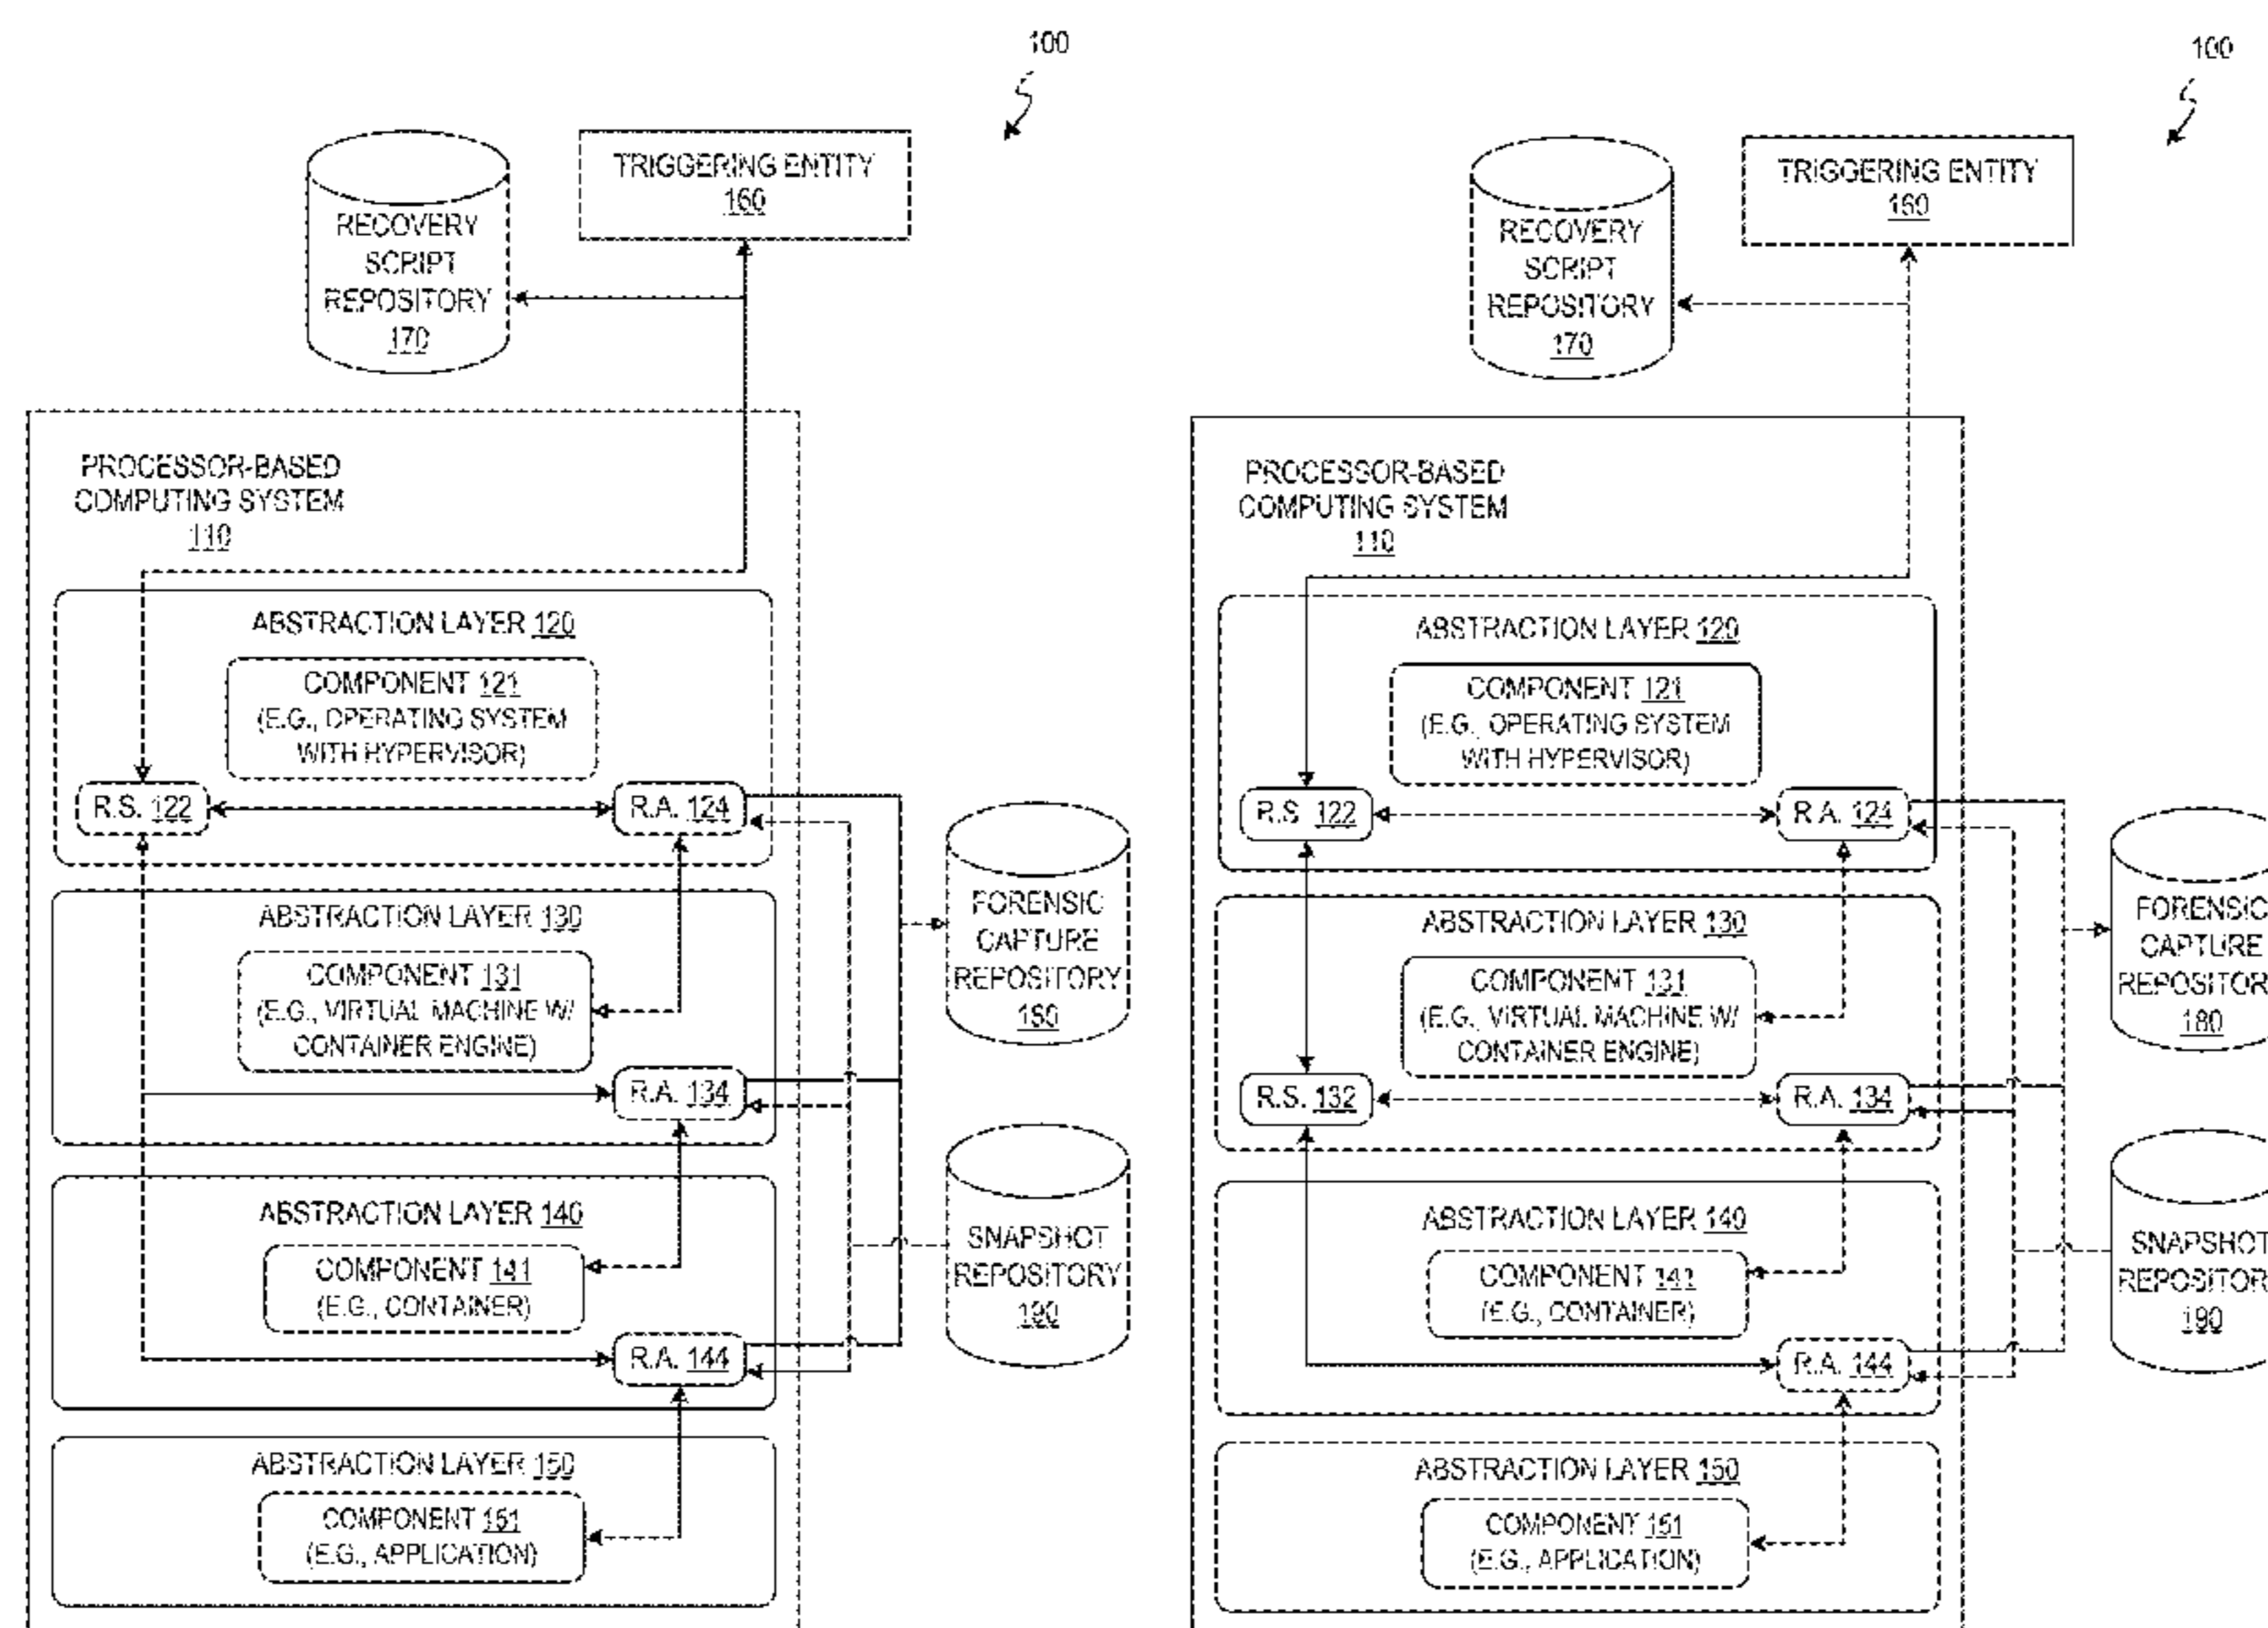 100
TRIGGERING ENTITY
160
RECOVERY
SCRIPT
REPOSITORY
170
PROCESSOR-BASED
COMPUTING SYSTEM
110
ABSTRACTION LAYER 120
COMPONENT 121
(E.G., OPERATING SYSTEM
WITH HYPERVISOR)
R.S. 122
R.A. 124
ABSTRACTION LAYER 130
COMPONENT 131
(E.G., VIRTUAL MACHINE W/
CONTAINER ENGINE)
R.A. 134
FORENSIC
CAPTURE
REPOSITORY
180
ABSTRACTION LAYER 140
COMPONENT 141
(E.G., CONTAINER)
R.A. 144
SNAPSHOT
REPOSITORY
190
ABSTRACTION LAYER 150
COMPONENT 151
(E.G., APPLICATION)
100
TRIGGERING ENTITY
160
RECOVERY
SCRIPT
REPOSITORY
170
PROCESSOR-BASED
COMPUTING SYSTEM
110
ABSTRACTION LAYER 120
COMPONENT 121
(E.G., OPERATING SYSTEM
WITH HYPERVISOR)
R.S. 122
R.A. 124
ABSTRACTION LAYER 130
COMPONENT 131
(E.G., VIRTUAL MACHINE W/
CONTAINER ENGINE)
R.S. 132
R.A. 134
FORENSIC
CAPTURE
REPOSITOR
180
ABSTRACTION LAYER 140
COMPONENT 141
(E.G., CONTAINER)
R.A. 144
SNAPSHOT
REPOSITOR
190
ABSTRACTION LAYER 150
COMPONENT 151
(E.G., APPLICATION)